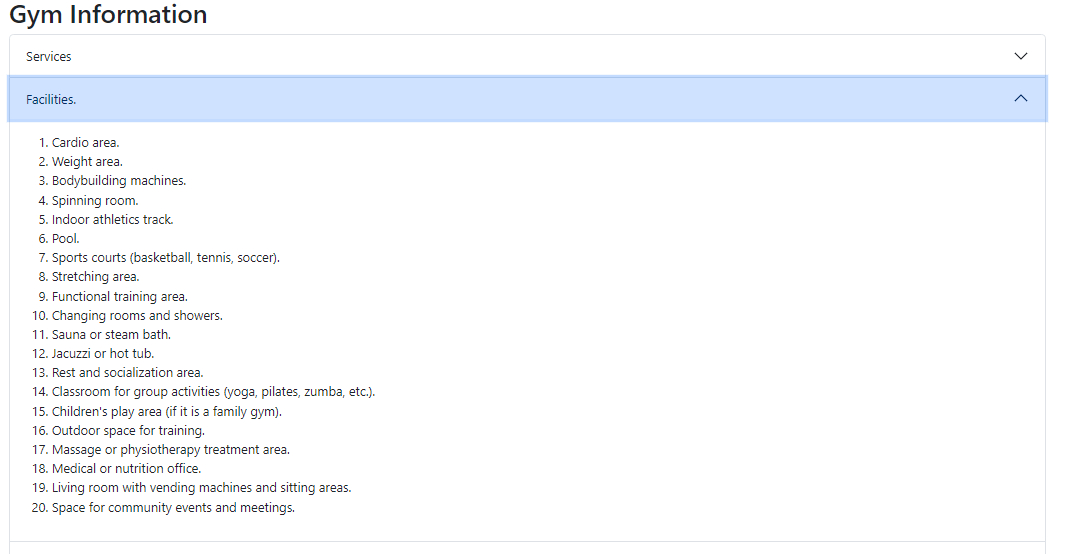 Gym Information
Services
Facilities.
1. Cardio area.
2. Weight area.
3. Bodybuilding machines.
4. Spinning room.
5. Indoor athletics track.
6. Pool.
7. Sports courts (basketball, tennis, soccer).
8. Stretching area.
9. Functional training area.
10. Changing rooms and showers.
11. Sauna or steam bath.
12. Jacuzzi or hot tub.
13. Rest and socialization area.
14. Classroom for group activities (yoga, pilates, zumba, etc.).
15. Children's play area (if it is a family gym).
16. Outdoor space for training.
17. Massage or physiotherapy treatment area.
18. Medical or nutrition office.
19. Living room with vending machines and sitting areas.
20. Space for community events and meetings.